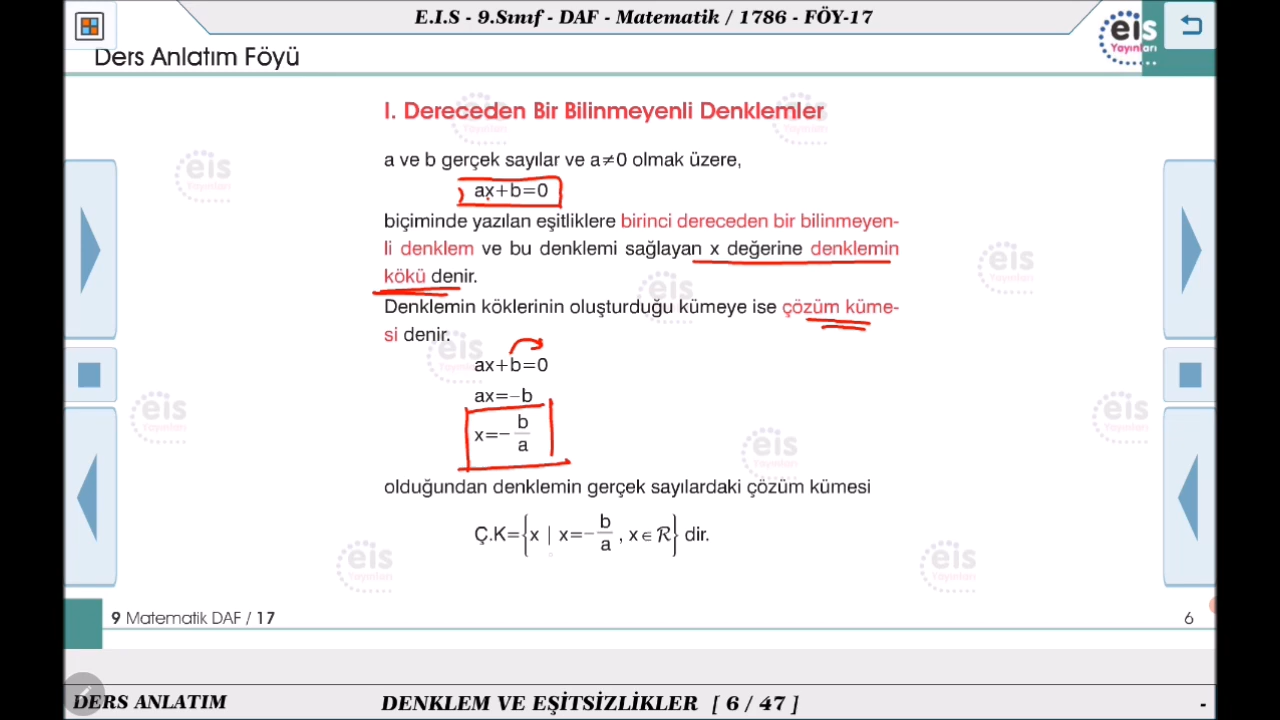 E.I.S - 9.Sınıf - DAF - Matematik / 1786 - FÖY-17
eis
Yayınları
Ders Anlatım Föyü
I. Dereceden Bir Bilinmeyenli Denklemler
a ve b gerçek sayılar ve a≠0 olmak üzere,
ax+b=0
biçiminde yazılan eşitliklere birinci dereceden bir bilinmeyen-
li denklem ve bu denklemi sağlayan x değerine denklemin
kökü denir.
Denklemin köklerinin oluşturduğu kümeye ise çözüm küme-
si denir.
ax+b=0
ax=-b
x=-b/a
olduğundan denklemin gerçek sayılardaki çözüm kümesi
Ç.K={x | x=-b/a , x∈R} dir.
9 Matematik DAF / 17
6
DERS ANLATIM
DENKLEM VE EŞİTSİZLİKLER [ 6 / 47 ]
-